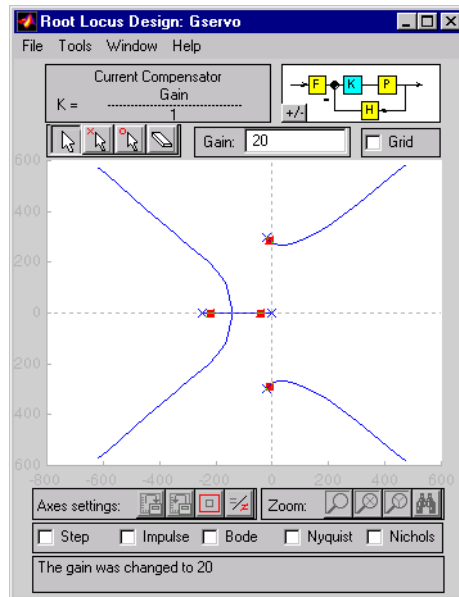 Root Locus Design: Gservo
File Tools Window Help
Current Compensator
Gain
K = ------------------------------
1
F K P
- H
+/-
Gain: 20 Grid
600
400
200
0
200
400
600
-800 -600 -400 -200 0 200 400 600
Axes settings: Zoom:
Step Impulse Bode Nyquist Nichols
The gain was changed to 20